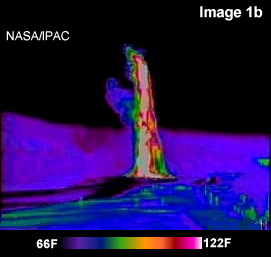 Image 1b
NASA/IPAC
66F
122F